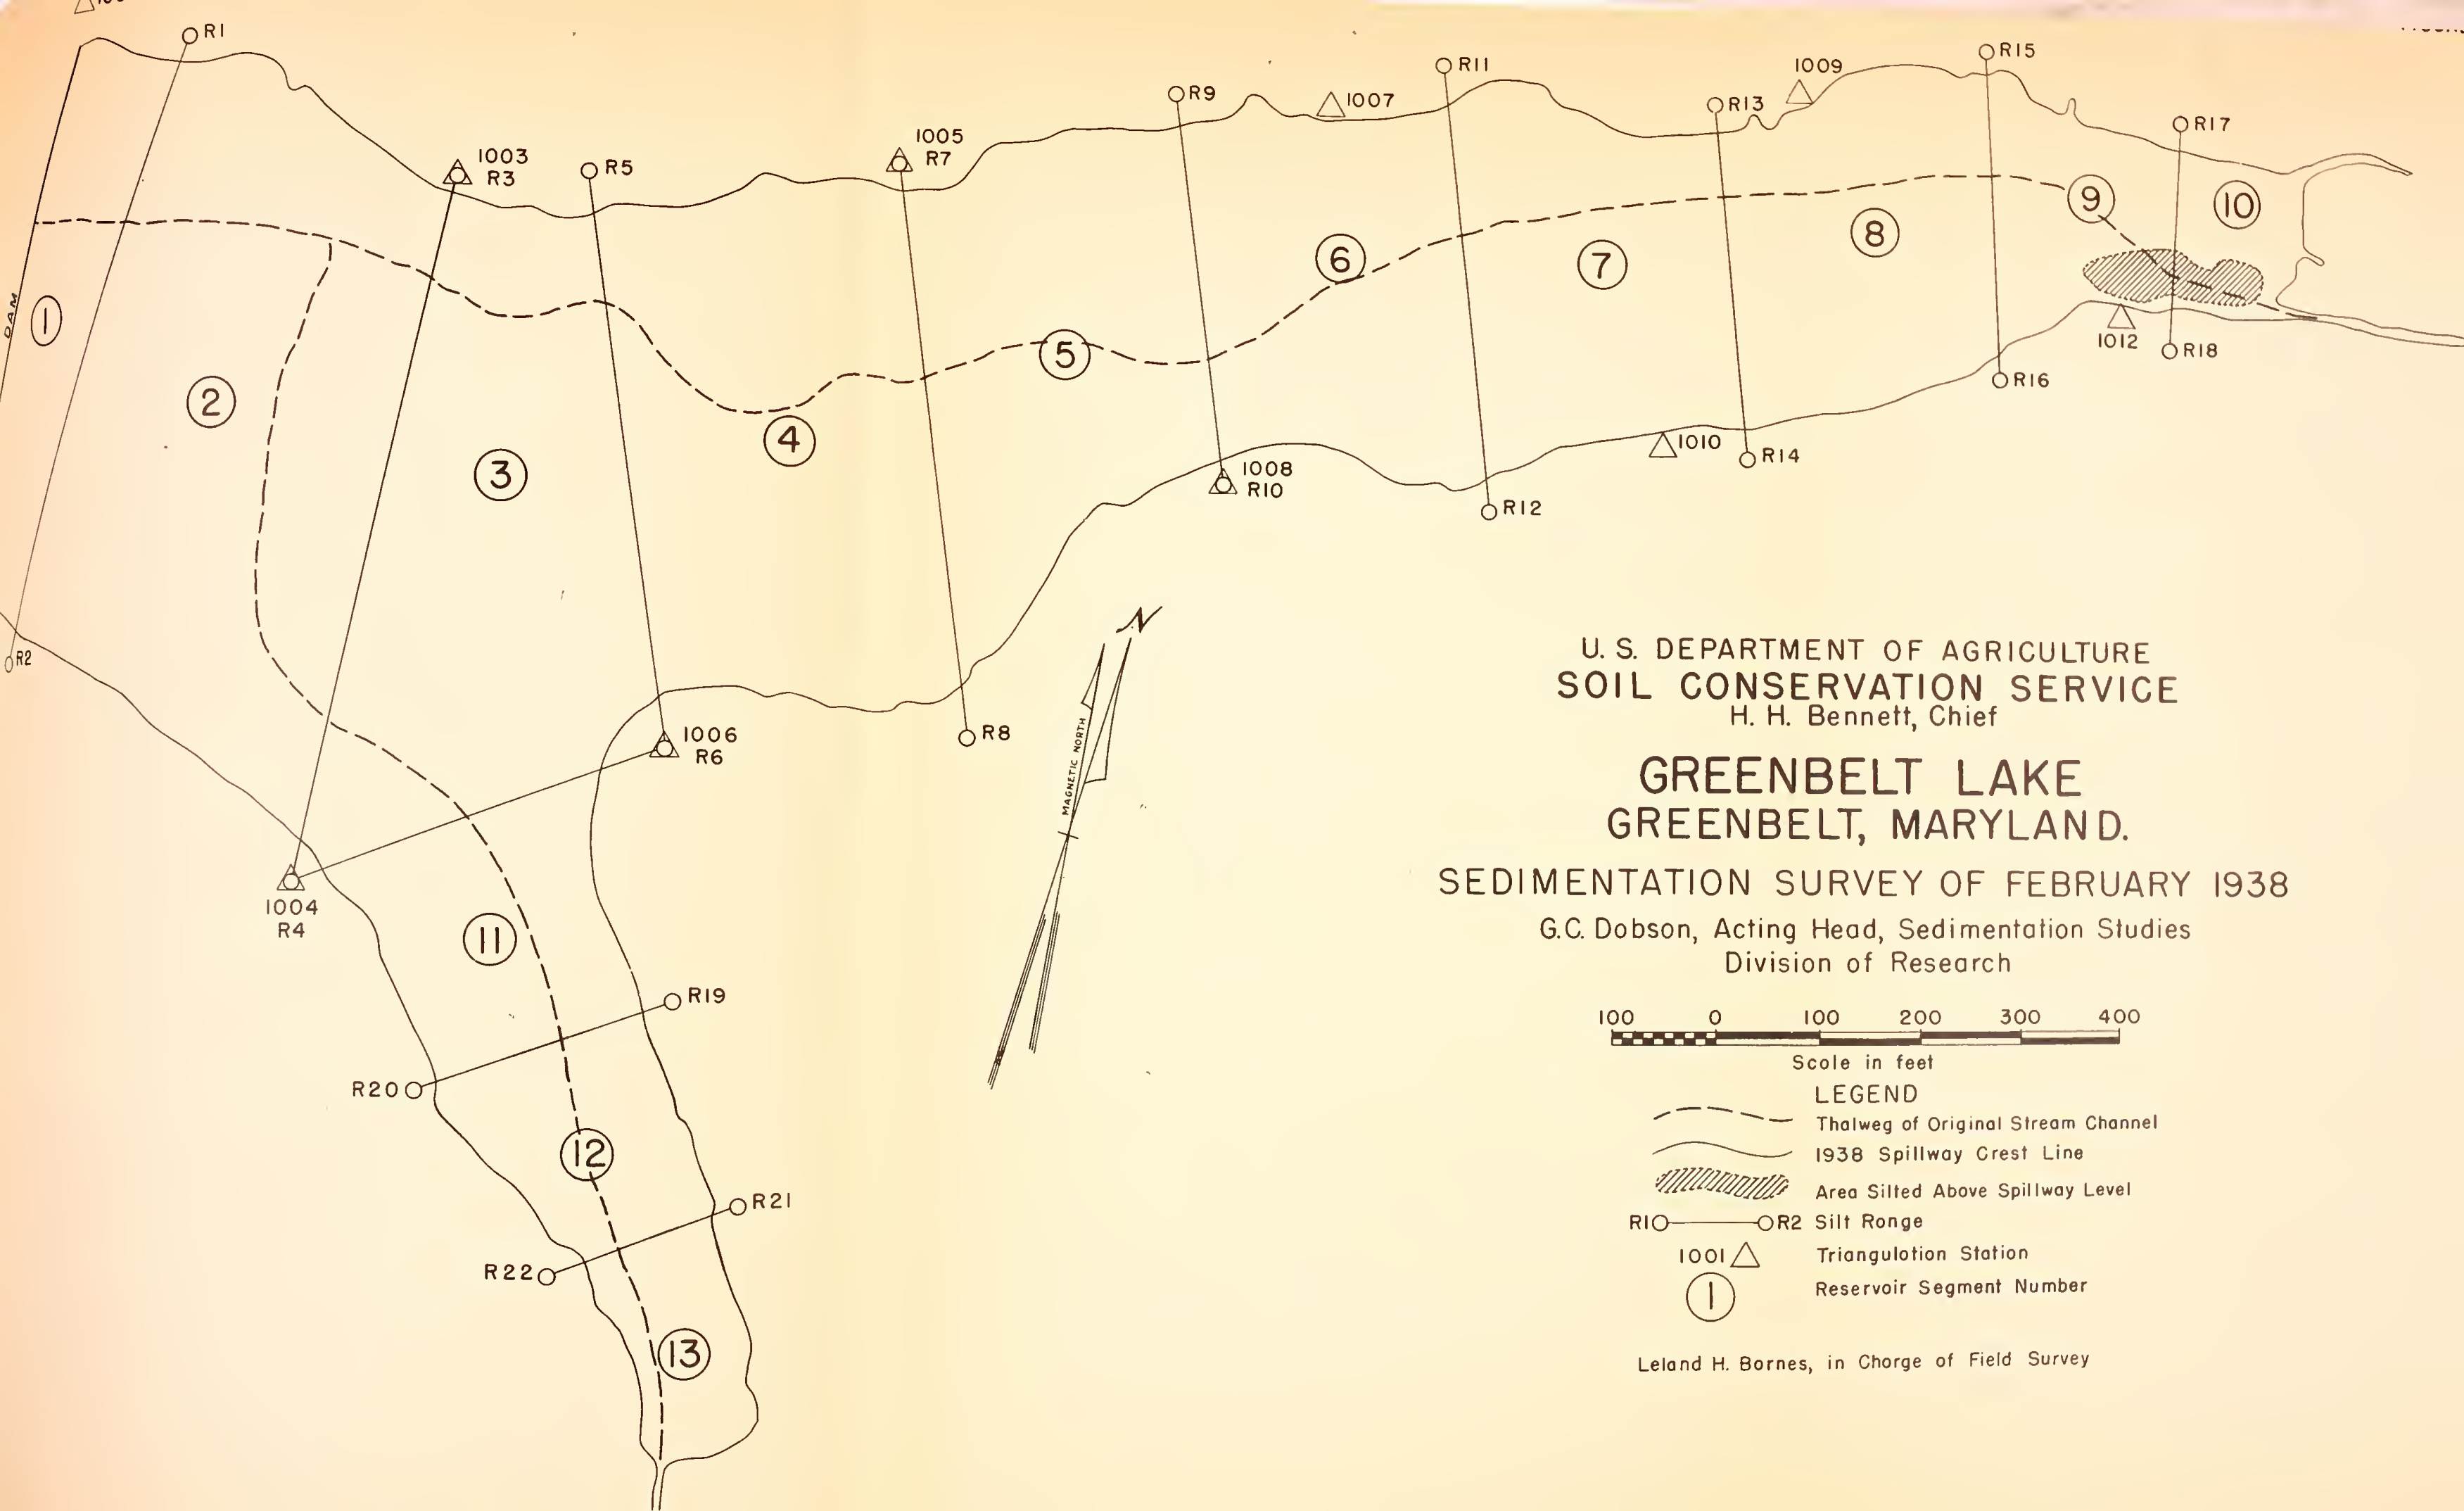 R1
R15
1009
R11
R9
1007
R13
R17
1005
R7
1003
R3
R5
9
10
8
6
7
DAM
1
5
1012
R18
R16
2
4
1010
R14
3
1008
R10
R12
N
R2
1006
R6
R8
MAGNETIC NORTH
U. S. DEPARTMENT OF AGRICULTURE
SOIL CONSERVATION SERVICE
H. H. Bennett, Chief
GREENBELT LAKE
GREENBELT, MARYLAND.
SEDIMENTATION SURVEY OF FEBRUARY 1938
G.C. Dobson, Acting Head, Sedimentation Studies
Division of Research
1004
R4
11
R19
R20
12
R21
R22
13
100 0 100 200 300 400
Scale in feet
LEGEND
Thalweg of Original Stream Channel
1938 Spillway Crest Line
Area Silted Above Spillway Level
R1 R2 Silt Range
1001 Triangulation Station
1 Reservoir Segment Number
Leland H. Barnes, in Charge of Field Survey